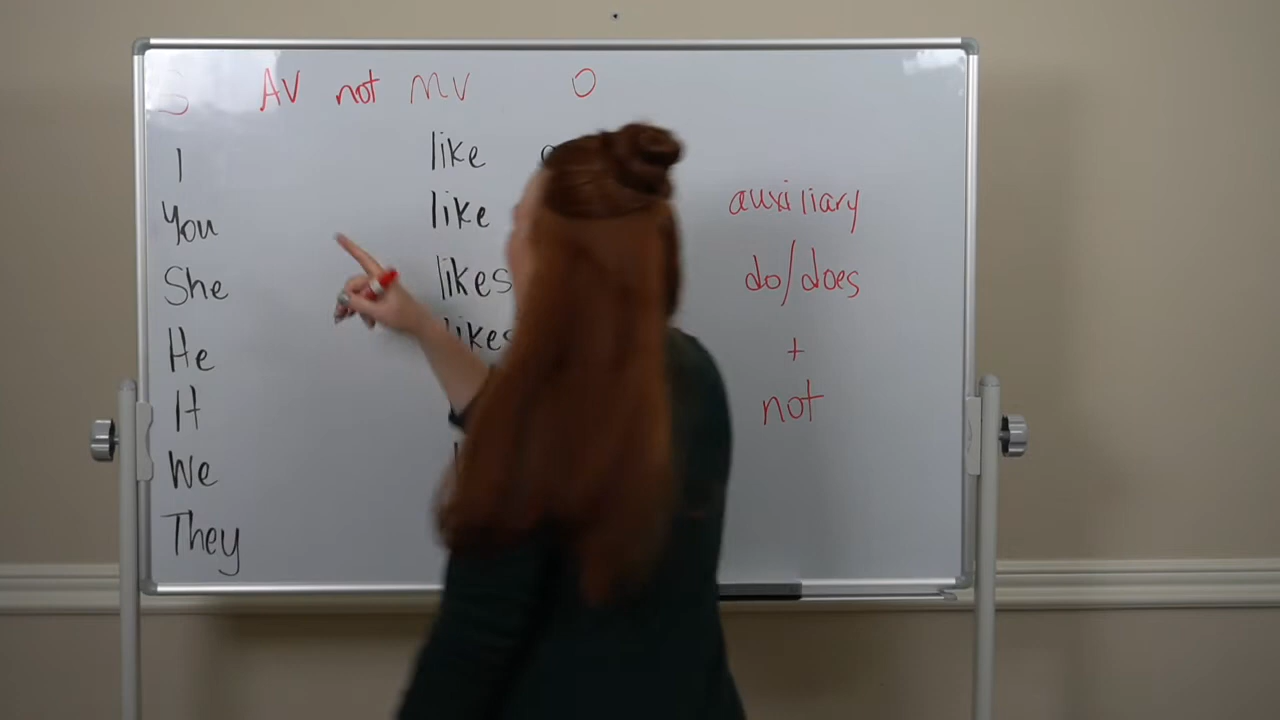 S AV not MV O
I like
You like
She likes
He likes
It
We
They
auxiliary
do/does
+
not